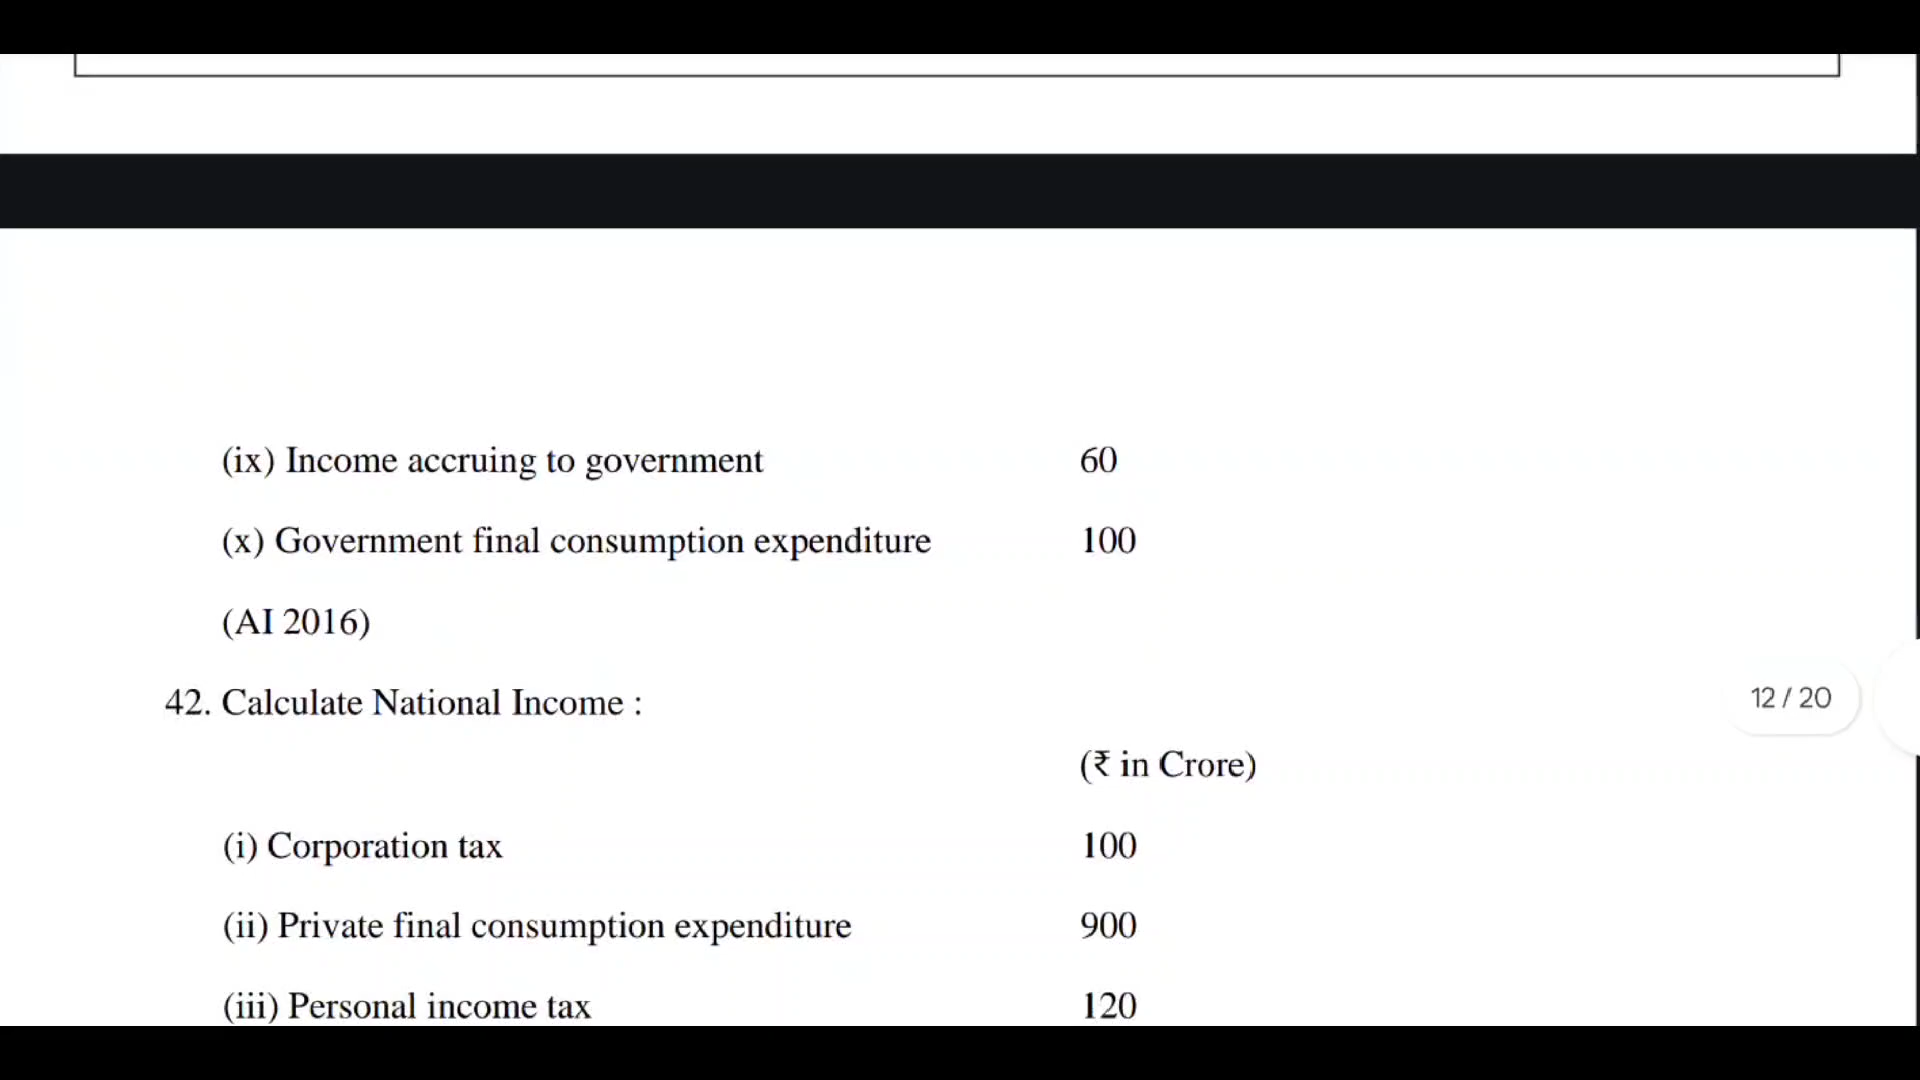 (ix) Income accruing to government 60
(x) Government final consumption expenditure 100
(AI 2016)
42. Calculate National Income :
12 / 20
(₹ in Crore)
(i) Corporation tax 100
(ii) Private final consumption expenditure 900
(iii) Personal income tax 120